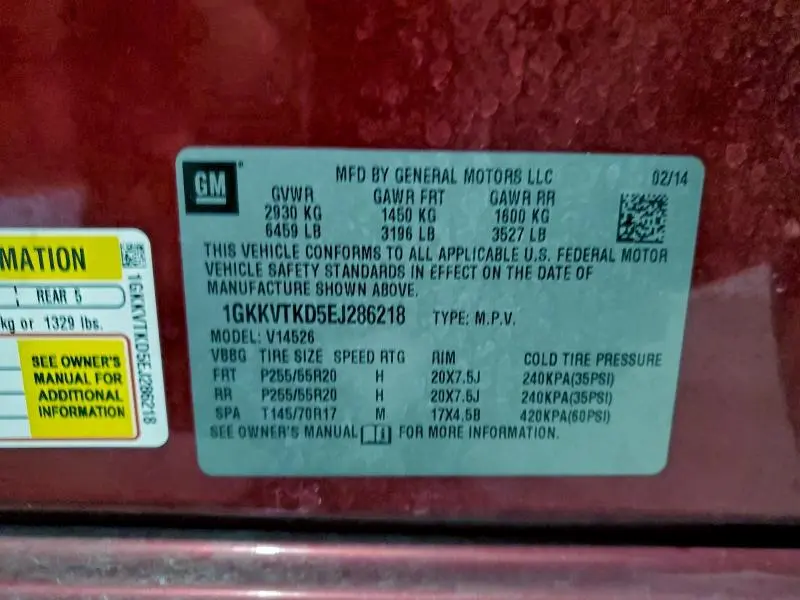 GM
MFD BY GENERAL MOTORS LLC 02/14
GVWR GAWR FRT GAWR RR
2930 KG 1450 KG 1600 KG
6459 LB 3196 LB 3527 LB
THIS VEHICLE CONFORMS TO ALL APPLICABLE U.S. FEDERAL MOTOR
VEHICLE SAFETY STANDARDS IN EFFECT ON THE DATE OF
MANUFACTURE SHOWN ABOVE.
1GKKVTKD5EJ286218 TYPE: M.P.V.
MODEL: V14526
VBBG TIRE SIZE SPEED RTG RIM COLD TIRE PRESSURE
FRT P255/55R20 H 20X7.5J 240KPA(35PSI)
RR P255/55R20 H 20X7.5J 240KPA(35PSI)
SPA T145/70R17 M 17X4.5B 420KPA(60PSI)
SEE OWNER'S MANUAL FOR MORE INFORMATION.
MATION
REAR 5
kg or 1329 lbs.
SEE OWNER'S
MANUAL FOR
ADDITIONAL
INFORMATION
1GKKVTKD5EJ286218